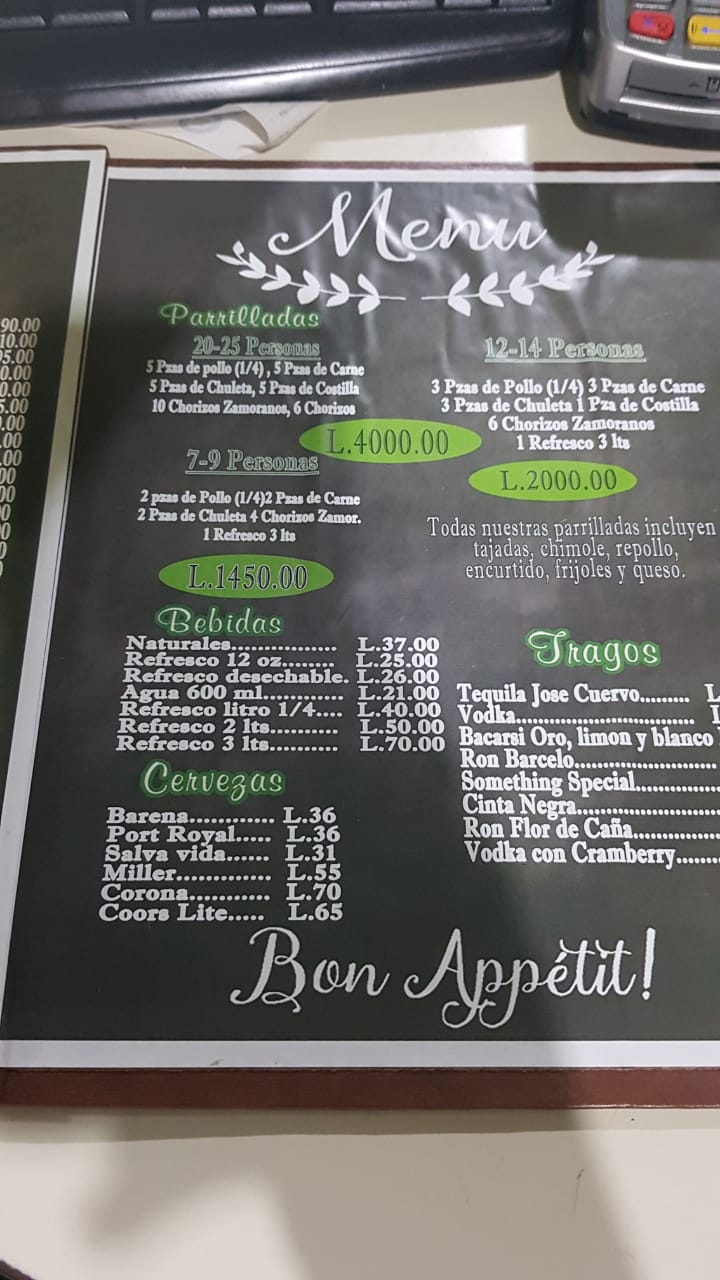 90.00
10.00
5.00
0.00
0.00
5.00
.00
.00
.00
00
00
00
0
0
Menu
Parrilladas
20-25 Personas
5 Pzas de pollo (1/4) , 5 Pzas de Carne
5 Pzas de Chuleta, 5 Pzas de Costilla
10 Chorizos Zamoranos, 6 Chorizos
L.4000.00
12-14 Personas
3 Pzas de Pollo (1/4) 3 Pzas de Carne
3 Pzas de Chuleta 1 Pza de Costilla
6 Chorizos Zamoranos
1 Refresco 3 lts
L.2000.00
7-9 Personas
2 pzas de Pollo (1/4)2 Pzas de Carne
2 Pzas de Chuleta 4 Chorizos Zamor.
1 Refresco 3 lts
L.1450.00
Todas nuestras parrilladas incluyen
tajadas, chimole, repollo,
encurtido, frijoles y queso.
Bebidas
Naturales................. L.37.00
Refresco 12 oz........ L.25.00
Refresco desechable. L.26.00
Agua 600 ml............ L.21.00
Refresco litro 1/4.... L.40.00
Refresco 2 lts.......... L.50.00
Refresco 3 lts.......... L.70.00
Tragos
Tequila Jose Cuervo......... L
Vodka................................
Bacarsi Oro, limon y blanco
Ron Barcelo.........................
Something Special...............
Cinta Negra.........................
Ron Flor de Caña...............
Vodka con Cramberry.......
Cervezas
Barena............. L.36
Port Royal..... L.36
Salva vida...... L.31
Miller.............. L.55
Corona............ L.70
Coors Lite..... L.65
Bon Appétit!